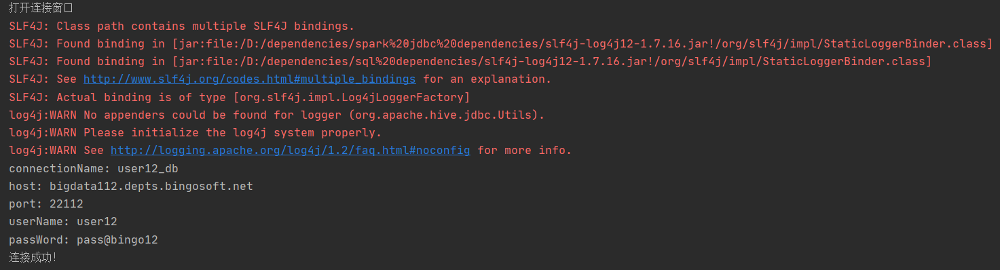 打开连接窗口
SLF4J: Class path contains multiple SLF4J bindings.
SLF4J: Found binding in [jar:file:/D:/dependencies/spark%20jdbc%20dependencies/slf4j-log4j12-1.7.16.jar!/org/slf4j/impl/StaticLoggerBinder.class]
SLF4J: Found binding in [jar:file:/D:/dependencies/sql%20dependencies/slf4j-log4j12-1.7.16.jar!/org/slf4j/impl/StaticLoggerBinder.class]
SLF4J: See http://www.slf4j.org/codes.html#multiple_bindings for an explanation.
SLF4J: Actual binding is of type [org.slf4j.impl.Log4jLoggerFactory]
log4j:WARN No appenders could be found for logger (org.apache.hive.jdbc.Utils).
log4j:WARN Please initialize the log4j system properly.
log4j:WARN See http://logging.apache.org/log4j/1.2/faq.html#noconfig for more info.
connectionName: user12_db
host: bigdata112.depts.bingosoft.net
port: 22112
userName: user12
passWord: pass@bingo12
连接成功!